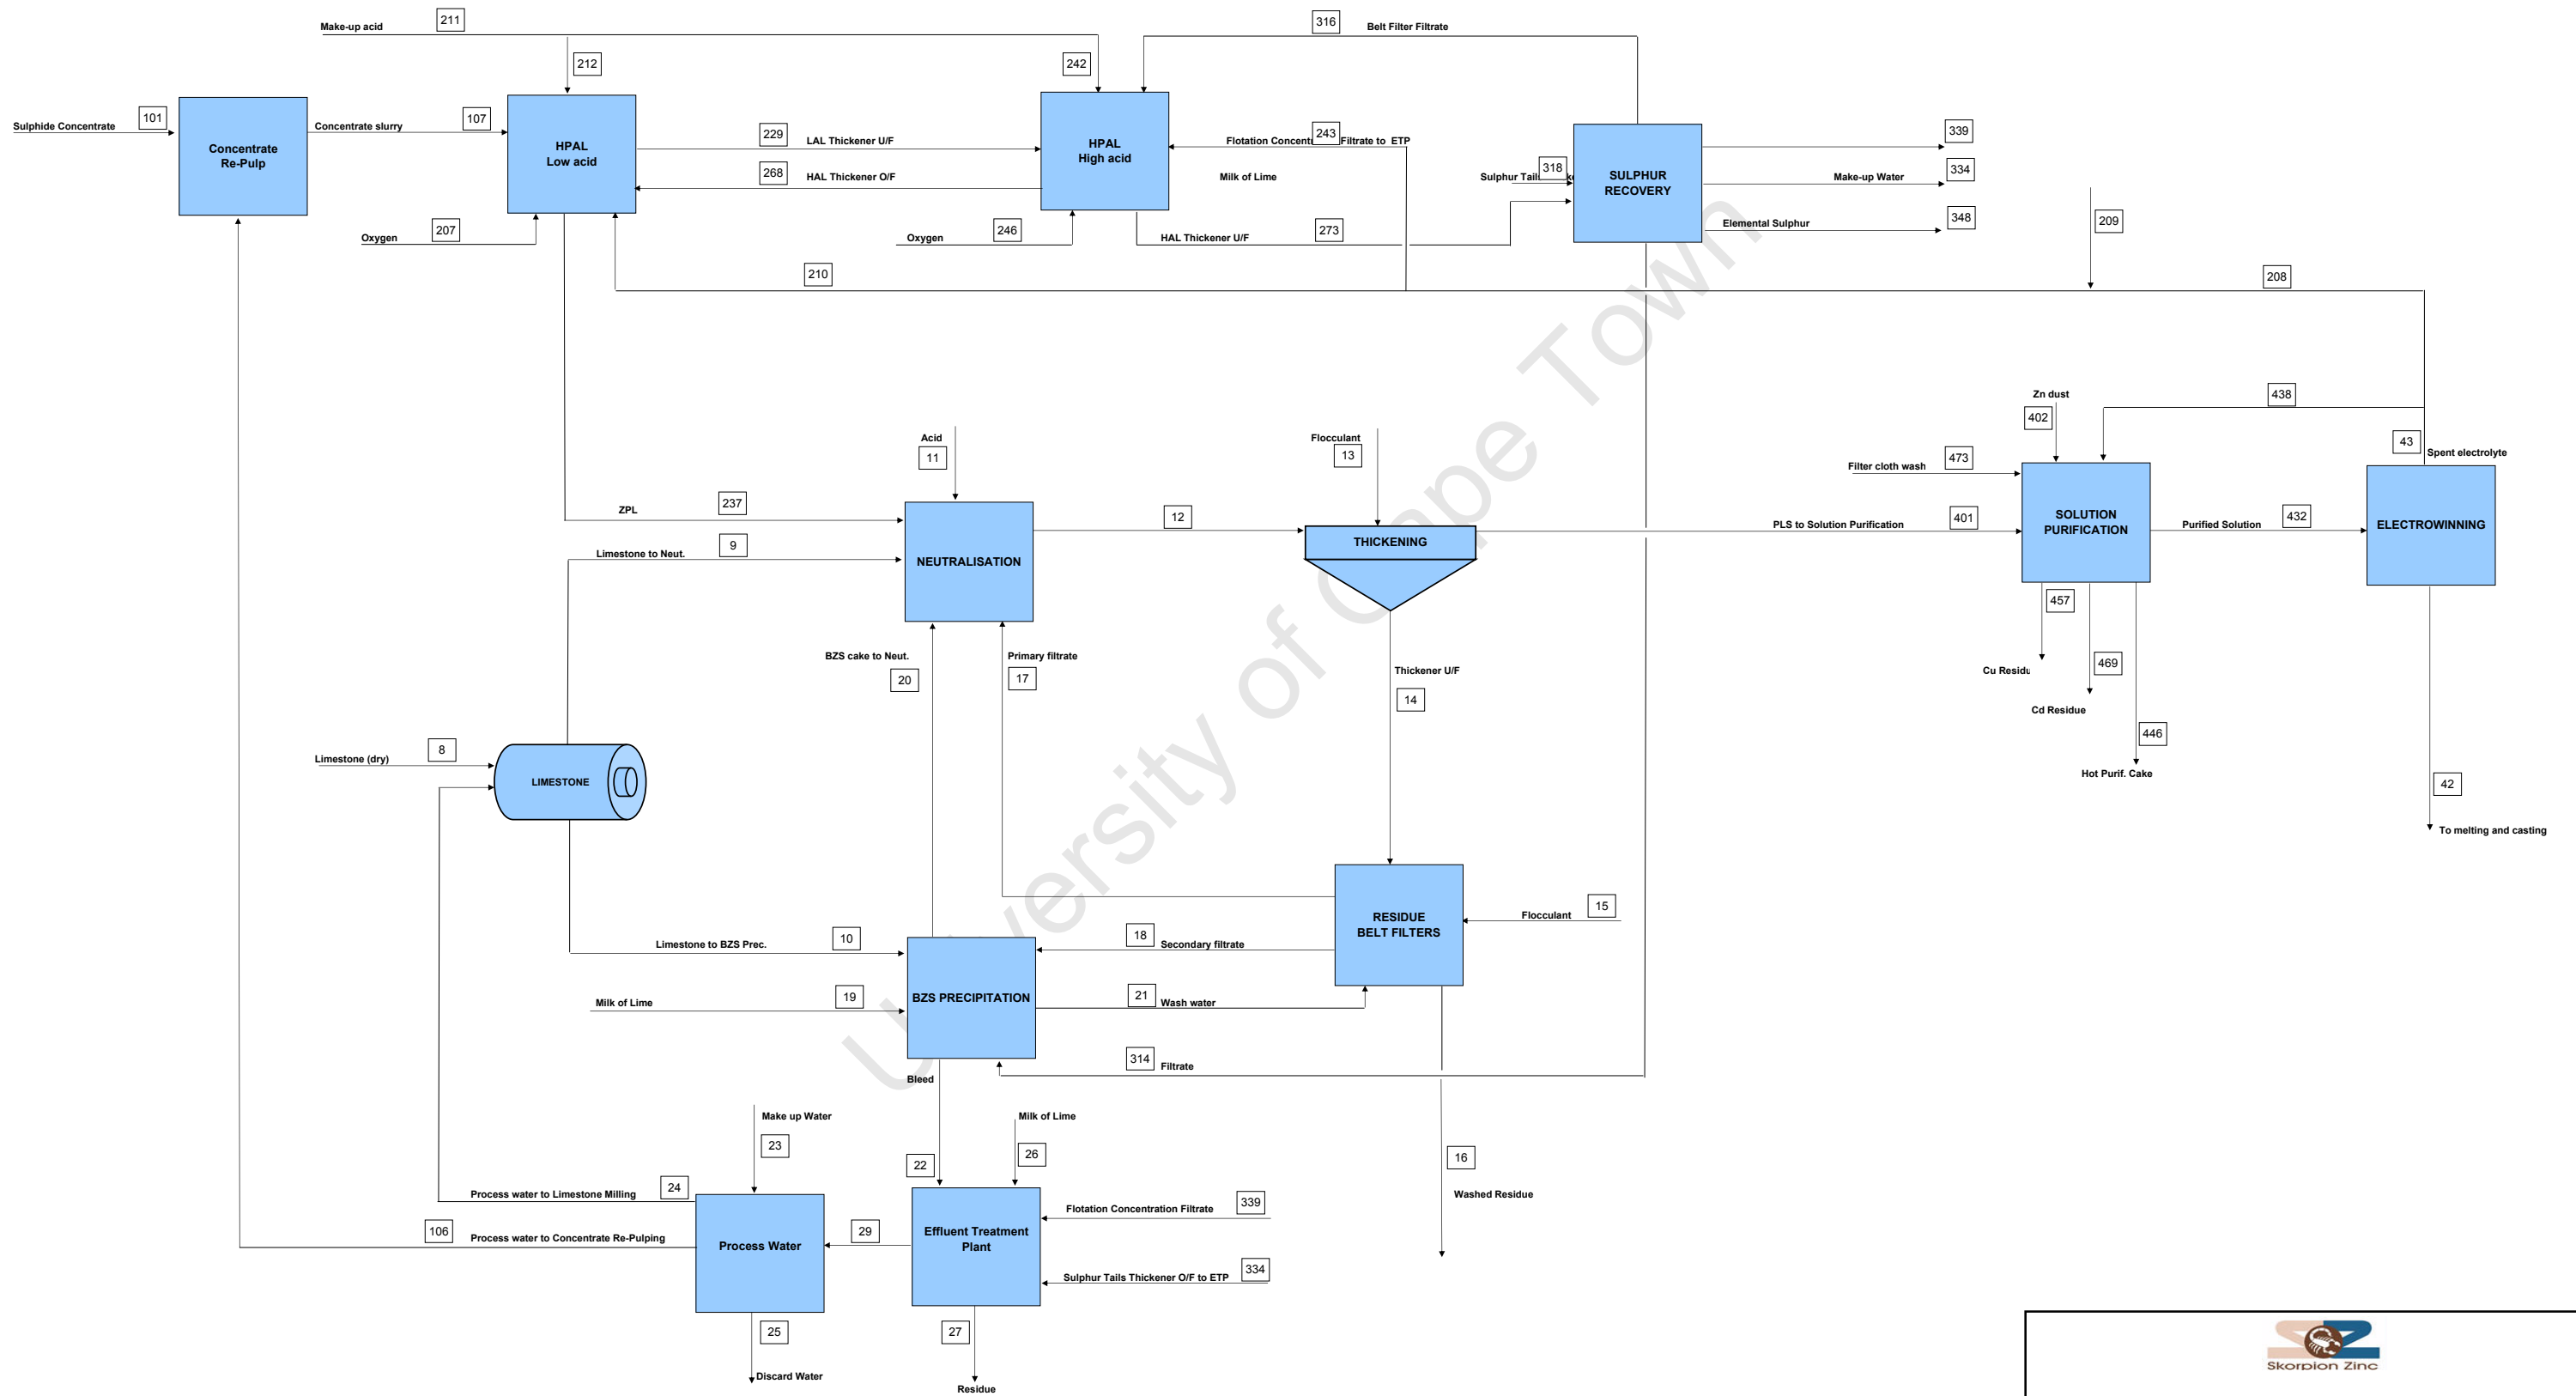 211
316
Make-up acid
Belt Filter Filtrate
212
242
101
107
229
243
339
Sulphide Concentrate
Concentrate slurry
Concentrate
Re-Pulp
HPAL
Low acid
LAL Thickener U/F
HPAL
High acid
Flotation Concentr
Filtrate to ETP
268
HAL Thickener O/F
Milk of Lime
Sulphur Tail
318
SULPHUR
RECOVERY
Make-up Water
334
Oxygen
207
Oxygen
246
HAL Thickener U/F
273
Elemental Sulphur
348
209
210
208
Zn dust
402
438
43
Spent electrolyte
Acid
11
Flocculant
13
Filter cloth wash
473
ZPL
237
12
PLS to Solution Purification
401
SOLUTION
PURIFICATION
Purified Solution
432
ELECTROWINNING
Limestone to Neut.
9
NEUTRALISATION
THICKENING
457
BZS cake to Neut.
20
Primary filtrate
17
Thickener U/F
14
Cu Residu
469
Cd Residue
446
Hot Purif. Cake
42
To melting and casting
Limestone (dry)
8
LIMESTONE
RESIDUE
BELT FILTERS
Flocculant
15
Limestone to BZS Prec.
10
18
Secondary filtrate
Milk of Lime
19
BZS PRECIPITATION
21
Wash water
314
Filtrate
Bleed
Make up Water
23
Milk of Lime
26
22
16
Washed Residue
Process water to Limestone Milling
24
106
Process water to Concentrate Re-Pulping
Process Water
29
Effluent Treatment
Plant
Flotation Concentration Filtrate
339
Sulphur Tails Thickener O/F to ETP
334
25
Discard Water
27
Residue
University of Cape Town
Skorpion Zinc